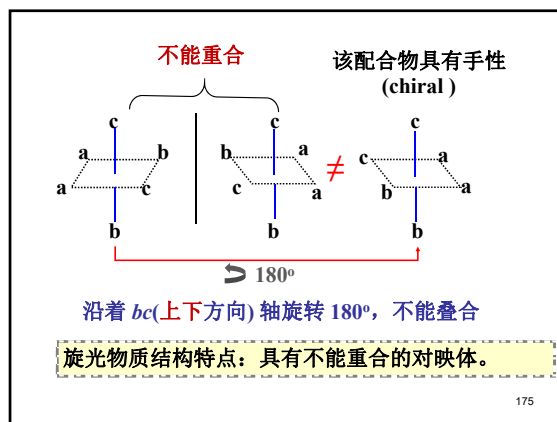 不能重合
该配合物具有手性
(chiral )
c c c
a b b a c a
a c c a b a
≠
b b b
180°
沿着 bc(上下方向) 轴旋转 180°，不能叠合
旋光物质结构特点：具有不能重合的对映体。
175